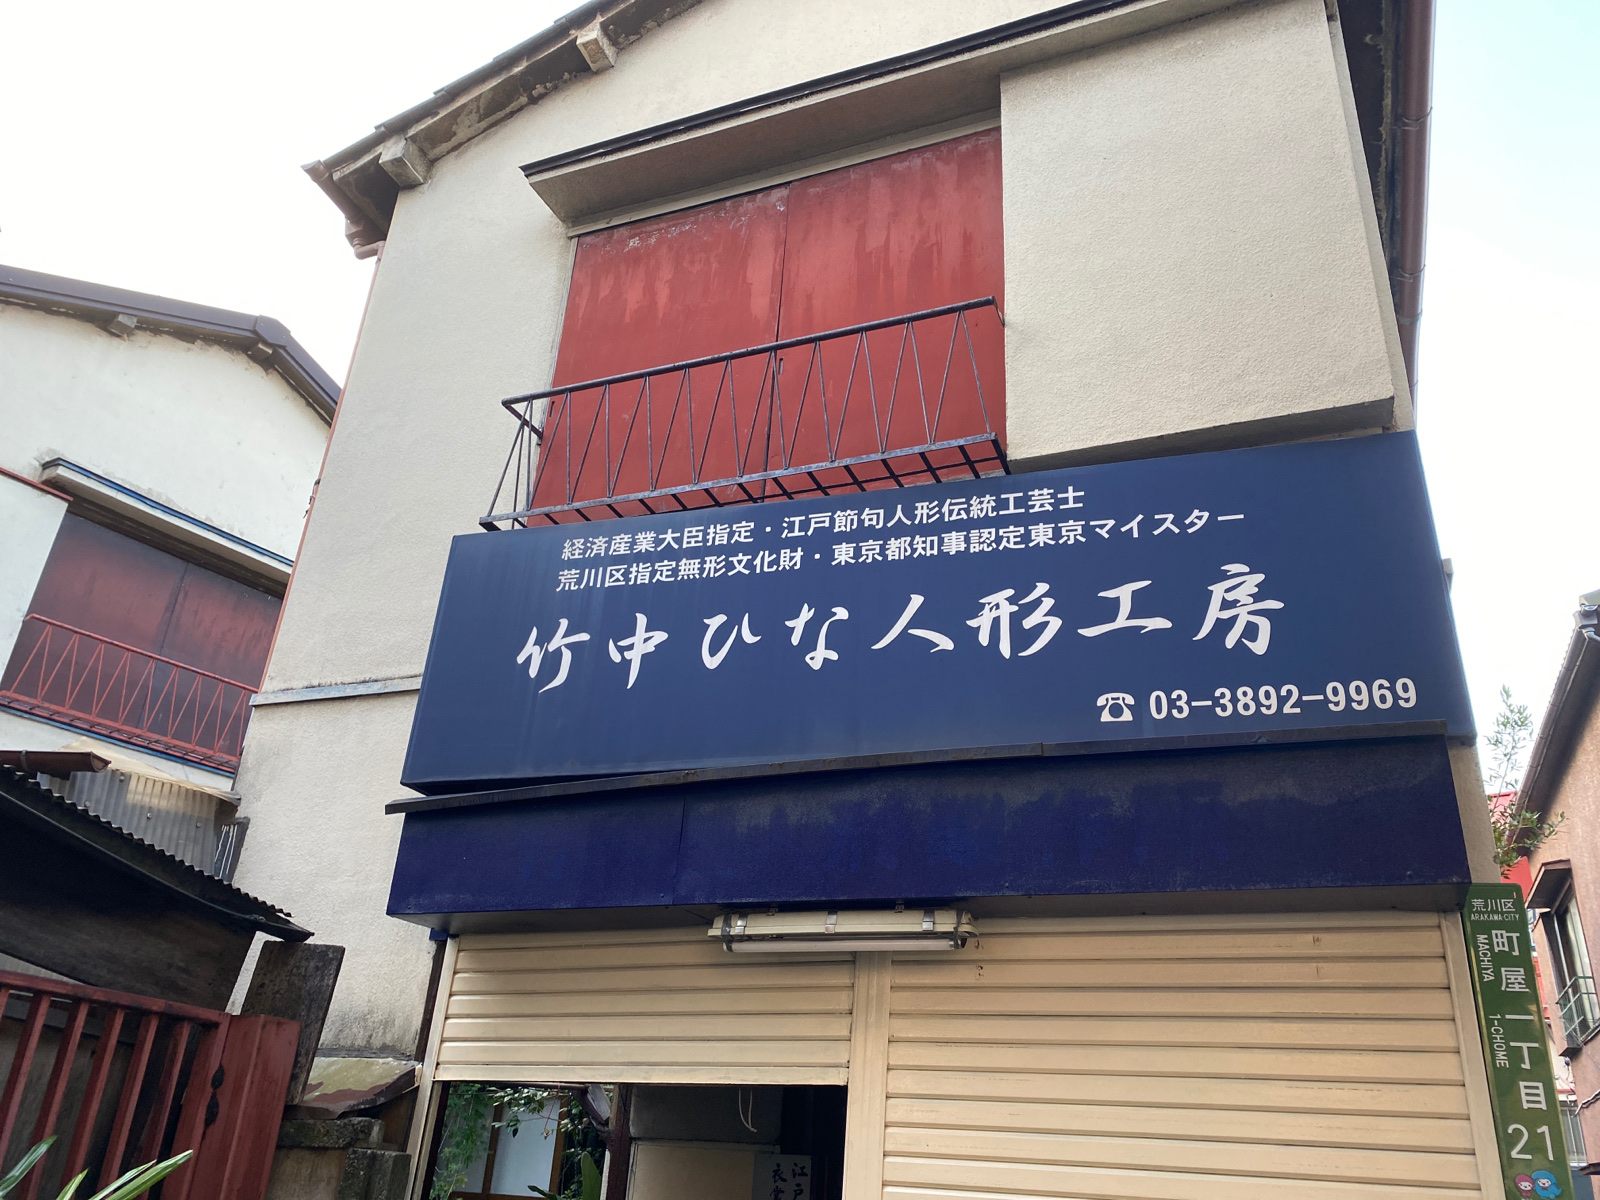 経済産業大臣指定・江戸節句人形伝統工芸士
荒川区指定無形文化財・東京都知事認定東京マイスター
竹中ひな人形工房
☎ 03-3892-9969
荒川区
ARAKAWA-CITY
町屋一丁目
MACHIYA 1-CHOME
21
江戸
衣